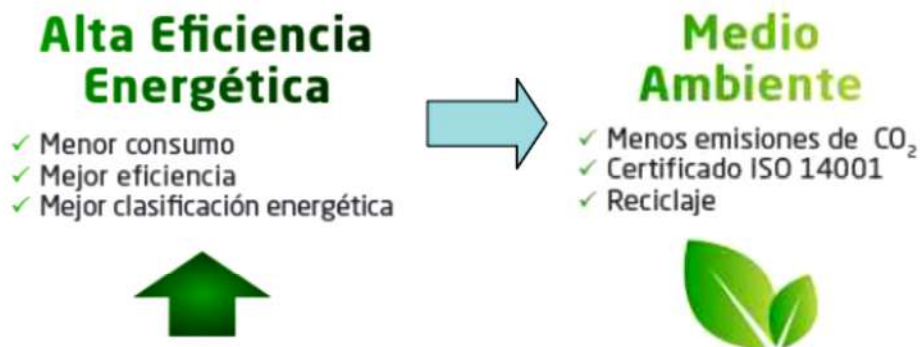 Alta Eficiencia
Energética
✓ Menor consumo
✓ Mejor eficiencia
✓ Mejor clasificación energética
Medio
Ambiente
✓ Menos emisiones de CO₂
✓ Certificado ISO 14001
✓ Reciclaje